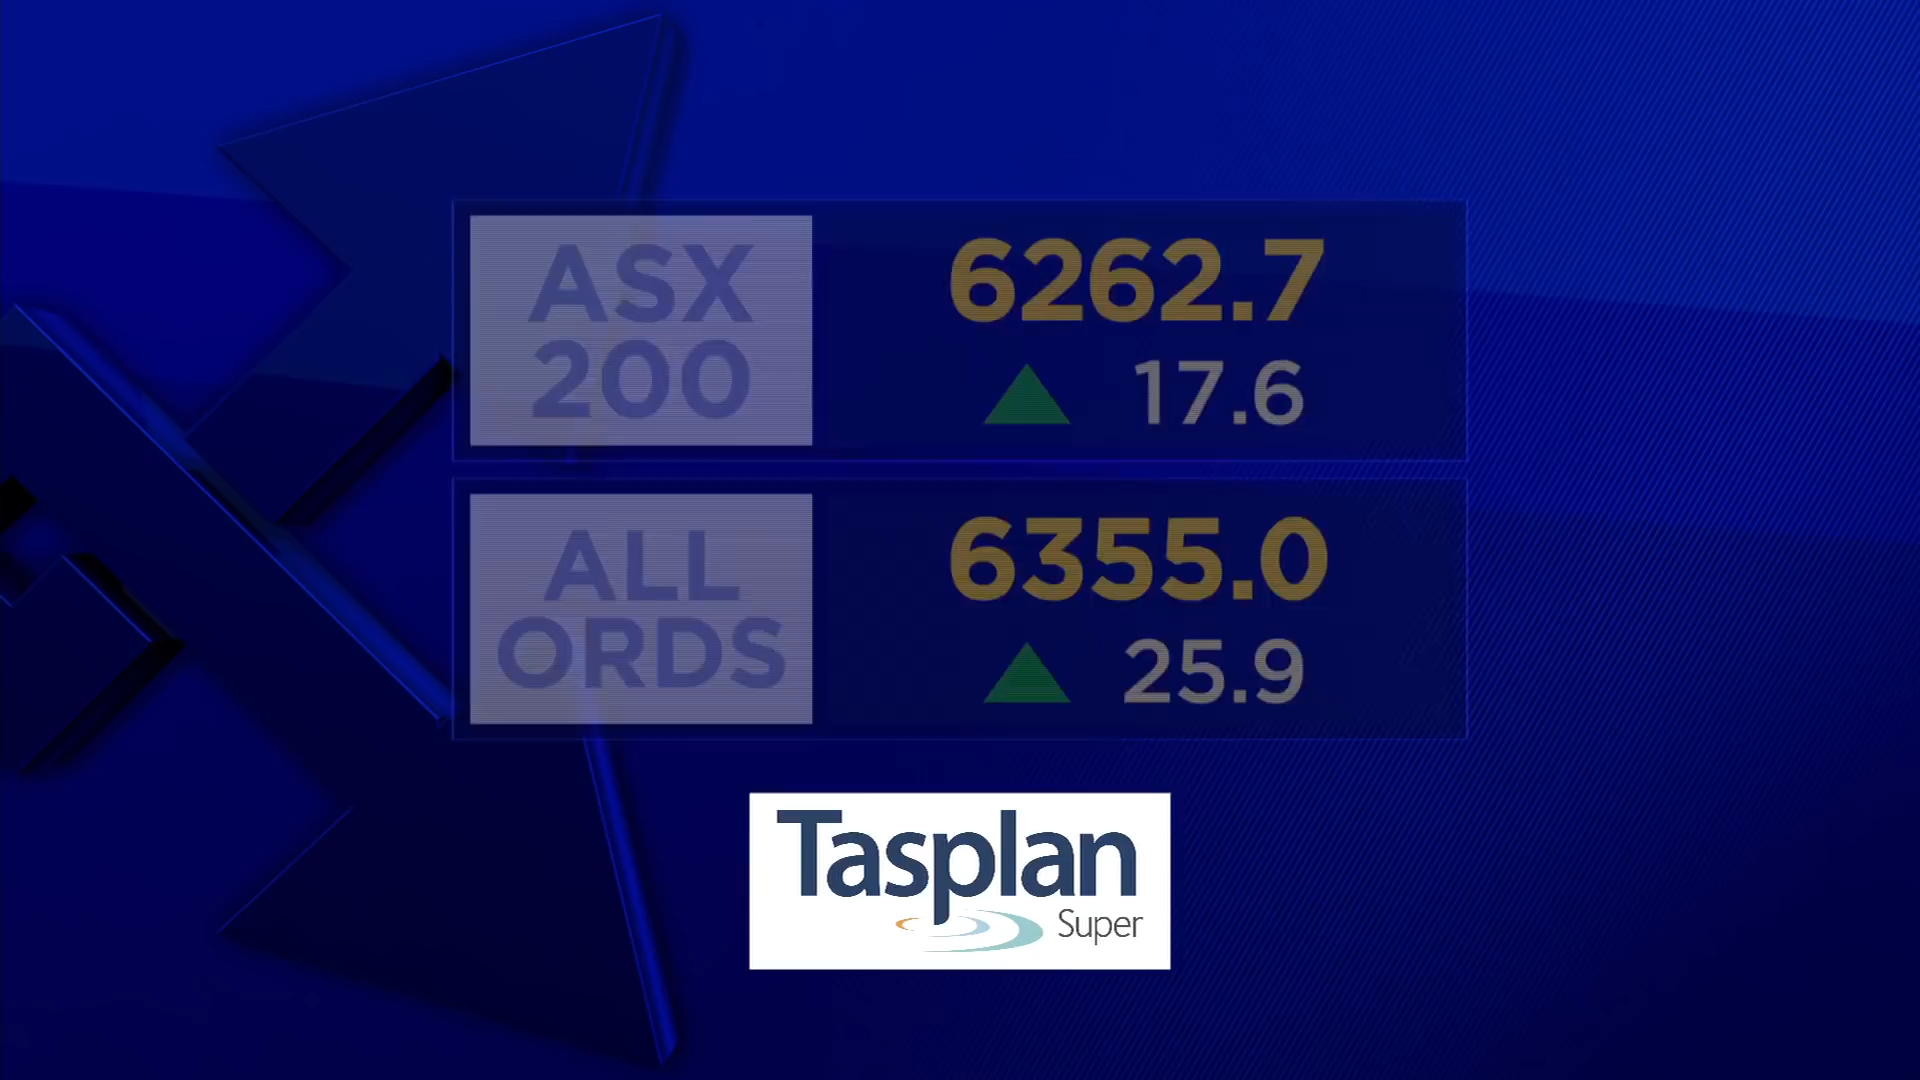 ASX
200
6262.7
17.6
ALL
ORDS
6355.0
25.9
Tasplan
Super